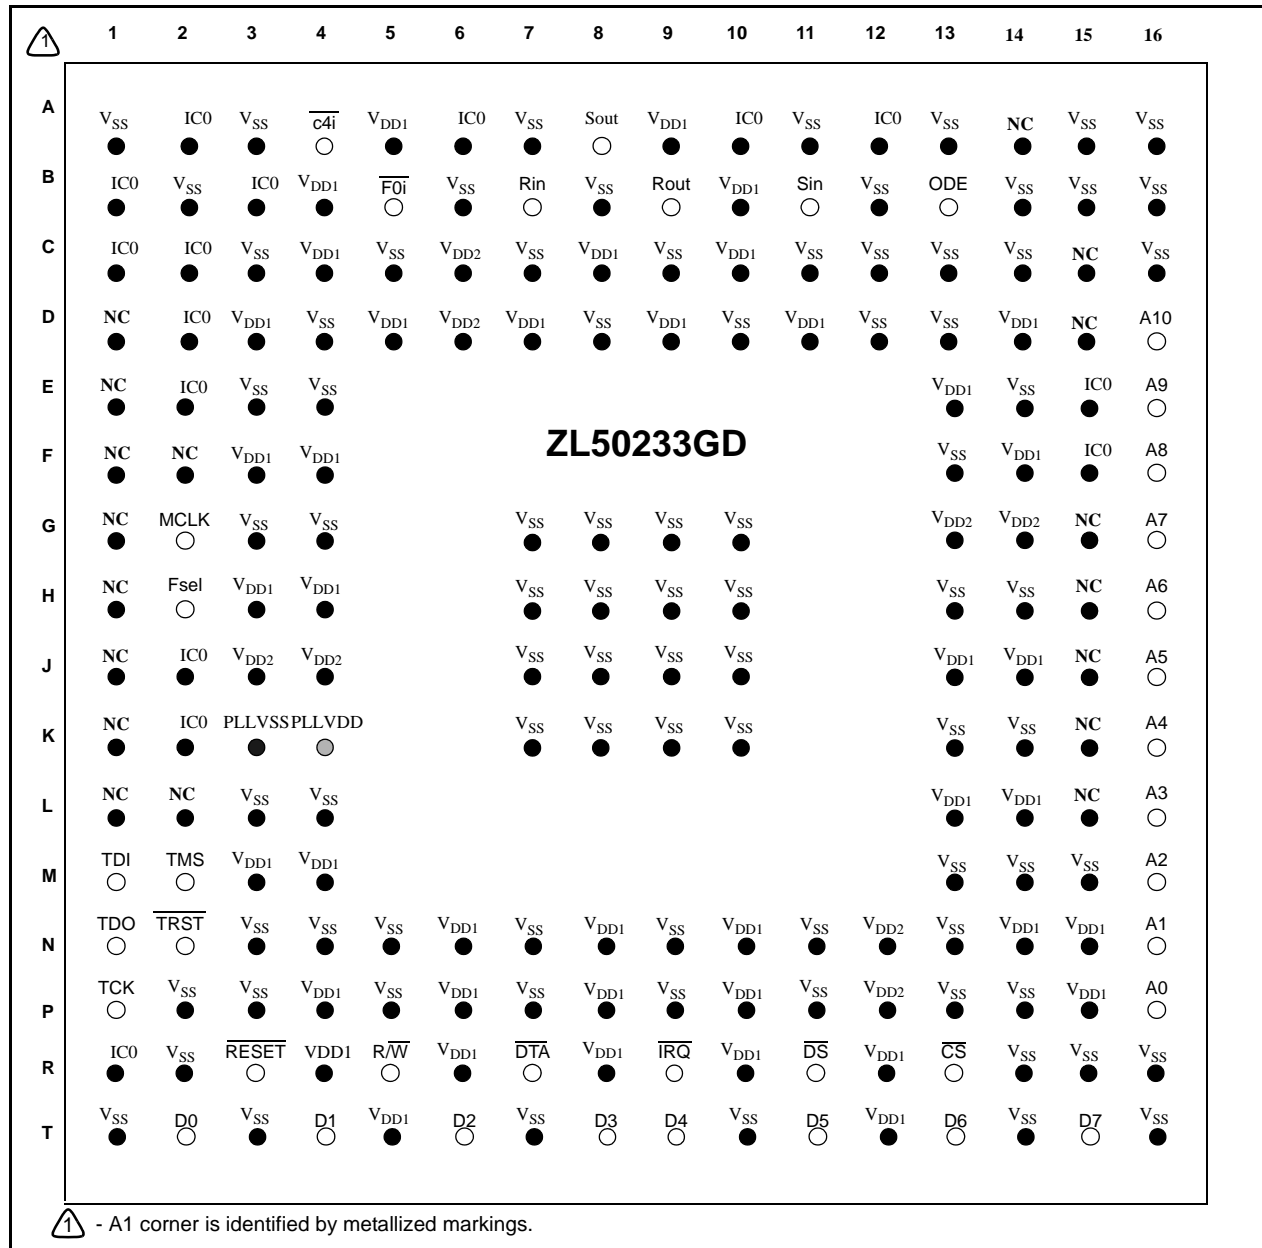 1 1 2 3 4 5 6 7 8 9 10 11 12 13 14 15 16
A VSS IC0 VSS c4i VDD1 IC0 VSS Sout VDD1 IC0 VSS IC0 VSS NC VSS VSS
B IC0 VSS IC0 VDD1 F0i VSS Rin VSS Rout VDD1 Sin VSS ODE VSS VSS VSS
C IC0 IC0 VSS VDD1 VSS VDD2 VSS VDD1 VSS VDD1 VSS VSS VSS VSS NC VSS
D NC IC0 VDD1 VSS VDD1 VDD2 VDD1 VSS VDD1 VSS VDD1 VSS VSS VDD1 NC A10
E NC IC0 VSS VSS VDD1 VSS IC0 A9
ZL50233GD
F NC NC VDD1 VDD1 VSS VDD1 IC0 A8
G NC MCLK VSS VSS VSS VSS VSS VSS VDD2 VDD2 NC A7
H NC Fsel VDD1 VDD1 VSS VSS VSS VSS VSS VSS NC A6
J NC IC0 VDD2 VDD2 VSS VSS VSS VSS VDD1 VDD1 NC A5
K NC IC0 PLLVSS PLLVDD VSS VSS VSS VSS VSS VSS NC A4
L NC NC VSS VSS VDD1 VDD1 NC A3
M TDI TMS VDD1 VDD1 VSS VSS VSS A2
N TDO TRST VSS VSS VSS VDD1 VSS VDD1 VSS VDD1 VSS VDD2 VSS VDD1 VDD1 A1
P TCK VSS VSS VDD1 VSS VDD1 VSS VDD1 VSS VDD1 VSS VDD2 VSS VSS VDD1 A0
R IC0 VSS RESET VDD1 R/W VDD1 DTA VDD1 IRQ VDD1 DS VDD1 CS VSS VSS VSS
T VSS D0 VSS D1 VDD1 D2 VSS D3 D4 VSS D5 VDD1 D6 VSS D7 VSS
1 - A1 corner is identified by metallized markings.